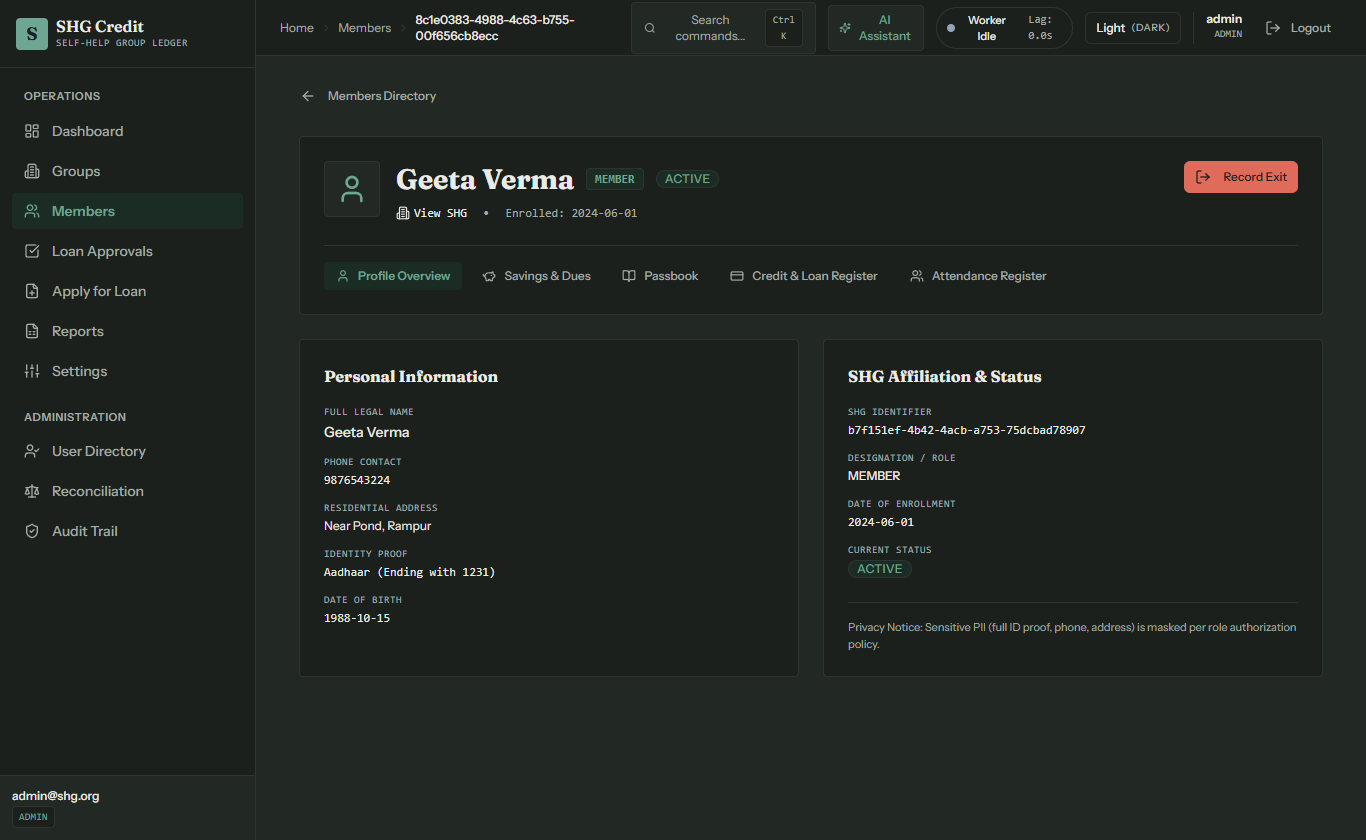 S
SHG Credit
SELF-HELP GROUP LEDGER
OPERATIONS
Dashboard
Groups
Members
Loan Approvals
Apply for Loan
Reports
Settings
ADMINISTRATION
User Directory
Reconciliation
Audit Trail
admin@shg.org
ADMIN
Home
Members
8c1e0383-4988-4c63-b755-
00f656cb8ecc
Search
commands...
Ctrl
K
AI
Assistant
Worker
Idle
Lag:
0.0s
Light (DARK)
admin
ADMIN
Logout
Members Directory
Geeta Verma MEMBER ACTIVE
View SHG • Enrolled: 2024-06-01
Record Exit
Profile Overview
Savings & Dues
Passbook
Credit & Loan Register
Attendance Register
Personal Information
FULL LEGAL NAME
Geeta Verma
PHONE CONTACT
9876543224
RESIDENTIAL ADDRESS
Near Pond, Rampur
IDENTITY PROOF
Aadhaar (Ending with 1231)
DATE OF BIRTH
1988-10-15
SHG Affiliation & Status
SHG IDENTIFIER
b7f151ef-4b42-4acb-a753-75dcbad78907
DESIGNATION / ROLE
MEMBER
DATE OF ENROLLMENT
2024-06-01
CURRENT STATUS
ACTIVE
Privacy Notice: Sensitive PII (full ID proof, phone, address) is masked per role authorization
policy.